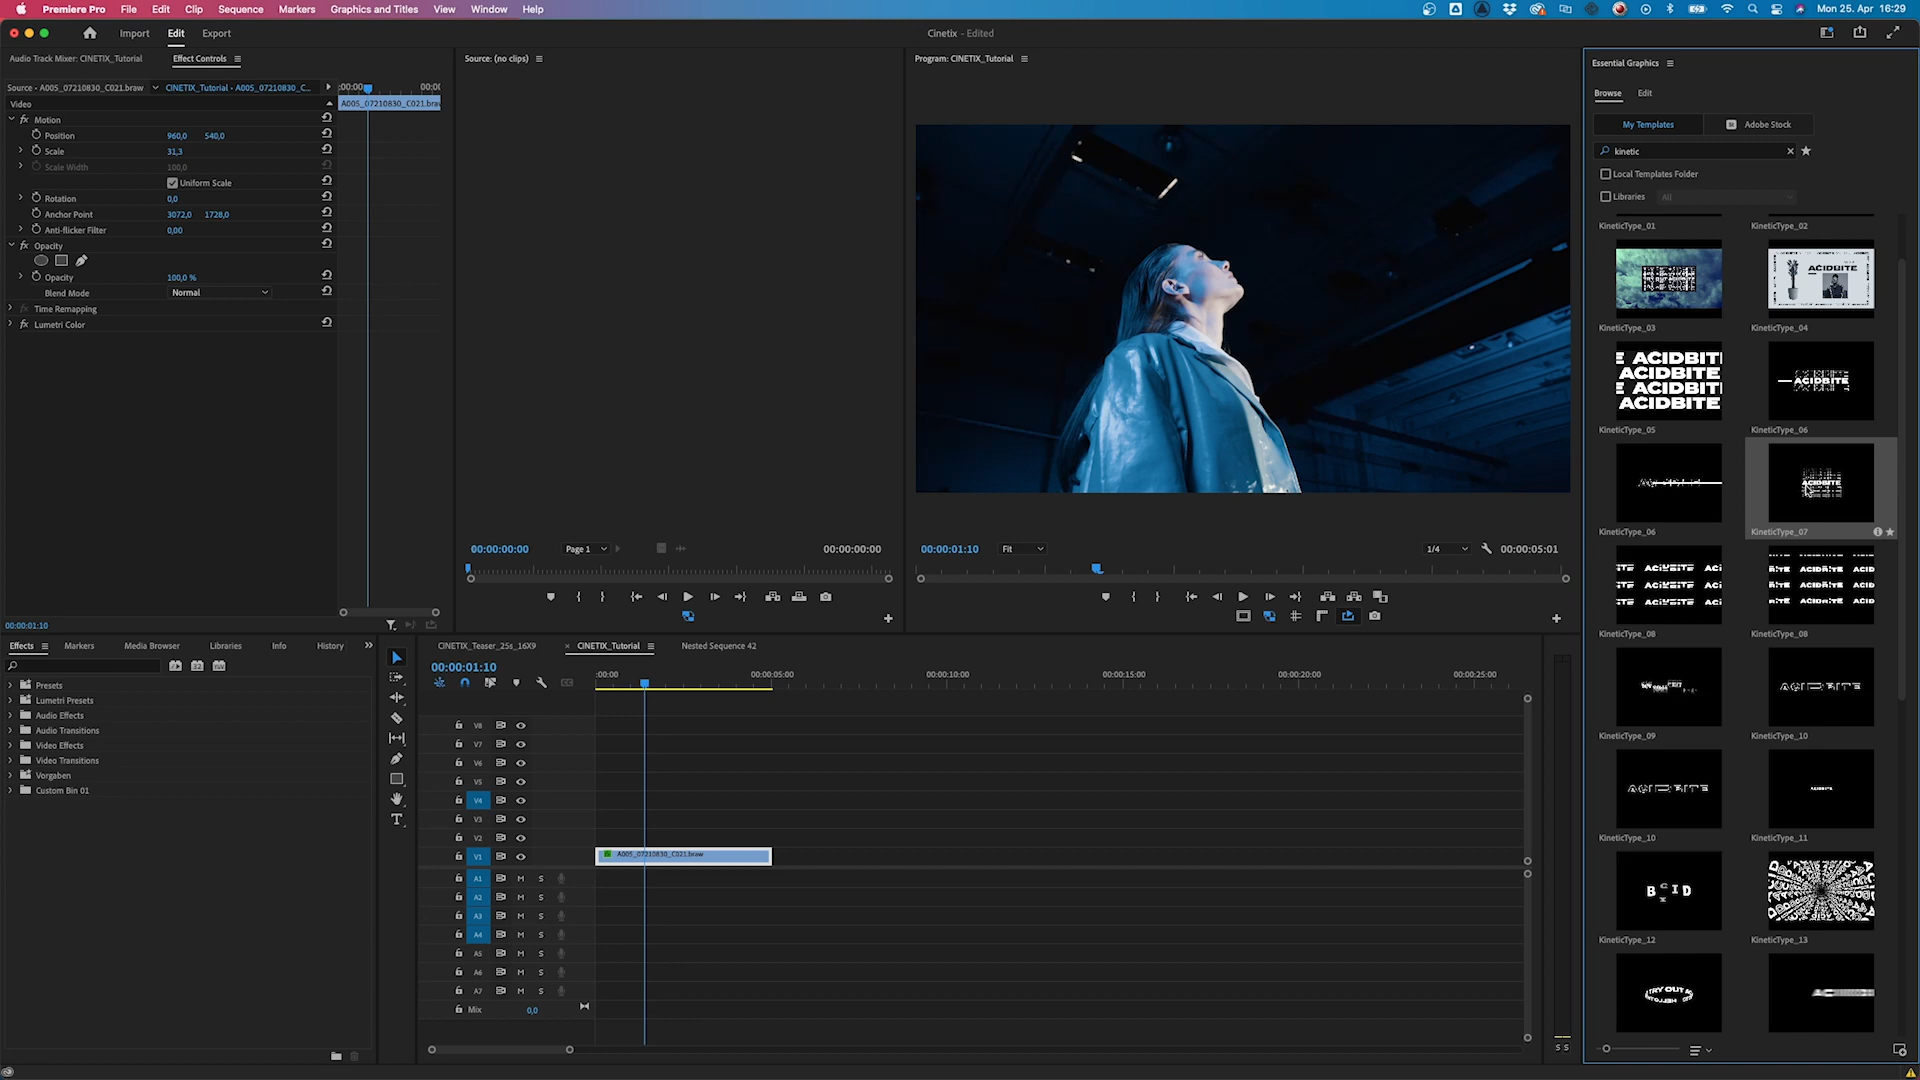 Premiere Pro File Edit Clip Sequence Markers Graphics and Titles View Window Help
Mon 25. Apr 16:29
Import Edit Export
Cinetix - Edited
Audio Track Mixer: CINETIX_Tutorial Effect Controls
Source - A005_07210830_C021.braw CINETIX_Tutorial - A005_07210830_C...
:00:00 00:0
Video
A005_07210830_C021.braw
Motion
Position 960,0 540,0
Scale 31,3
Scale Width 100,0
Uniform Scale
Rotation 0,0
Anchor Point 3072,0 1728,0
Anti-flicker Filter 0,00
Opacity
Opacity 100,0 %
Blend Mode Normal
Time Remapping
Lumetri Color
00:00:01:10
Source: (no clips)
00:00:00:00 Page 1 00:00:00:00
Program: CINETIX_Tutorial
00:00:01:10 Fit 1/4 00:00:05:01
Essential Graphics
Browse Edit
My Templates Adobe Stock
kinetic
Local Templates Folder
Libraries All
KineticType_01 KineticType_02
ACIDBITE
KineticType_03 KineticType_04
E ACIDBITI
ACIDBITE
ACIDBITE
E ACIDBITI
ACIDBITE
ACIDBITE
KineticType_05 KineticType_06
ACIDBITE
KineticType_06 KineticType_07
KineticType_08 KineticType_08
ACIDBITE
KineticType_09 KineticType_10
ACIDBITE
KineticType_10 KineticType_11
KineticType_12 KineticType_13
TRY OUT
Effects Markers Media Browser Libraries Info History
Presets
Lumetri Presets
Audio Effects
Audio Transitions
Video Effects
Video Transitions
Vorgaben
Custom Bin 01
CINETIX_Teaser_25s_16X9 CINETIX_Tutorial Nested Sequence 42
00:00:01:10
:00:00 00:00:05:00 00:00:10:00 00:00:15:00 00:00:20:00 00:00:25:00
V8
V7
V6
V5
V4
V3
V2
V1 A005_07210830_C021.braw
A1 M S
A2 M S
A3 M S
A4 M S
A5 M S
A6 M S
A7 M S
Mix 0,0
S S